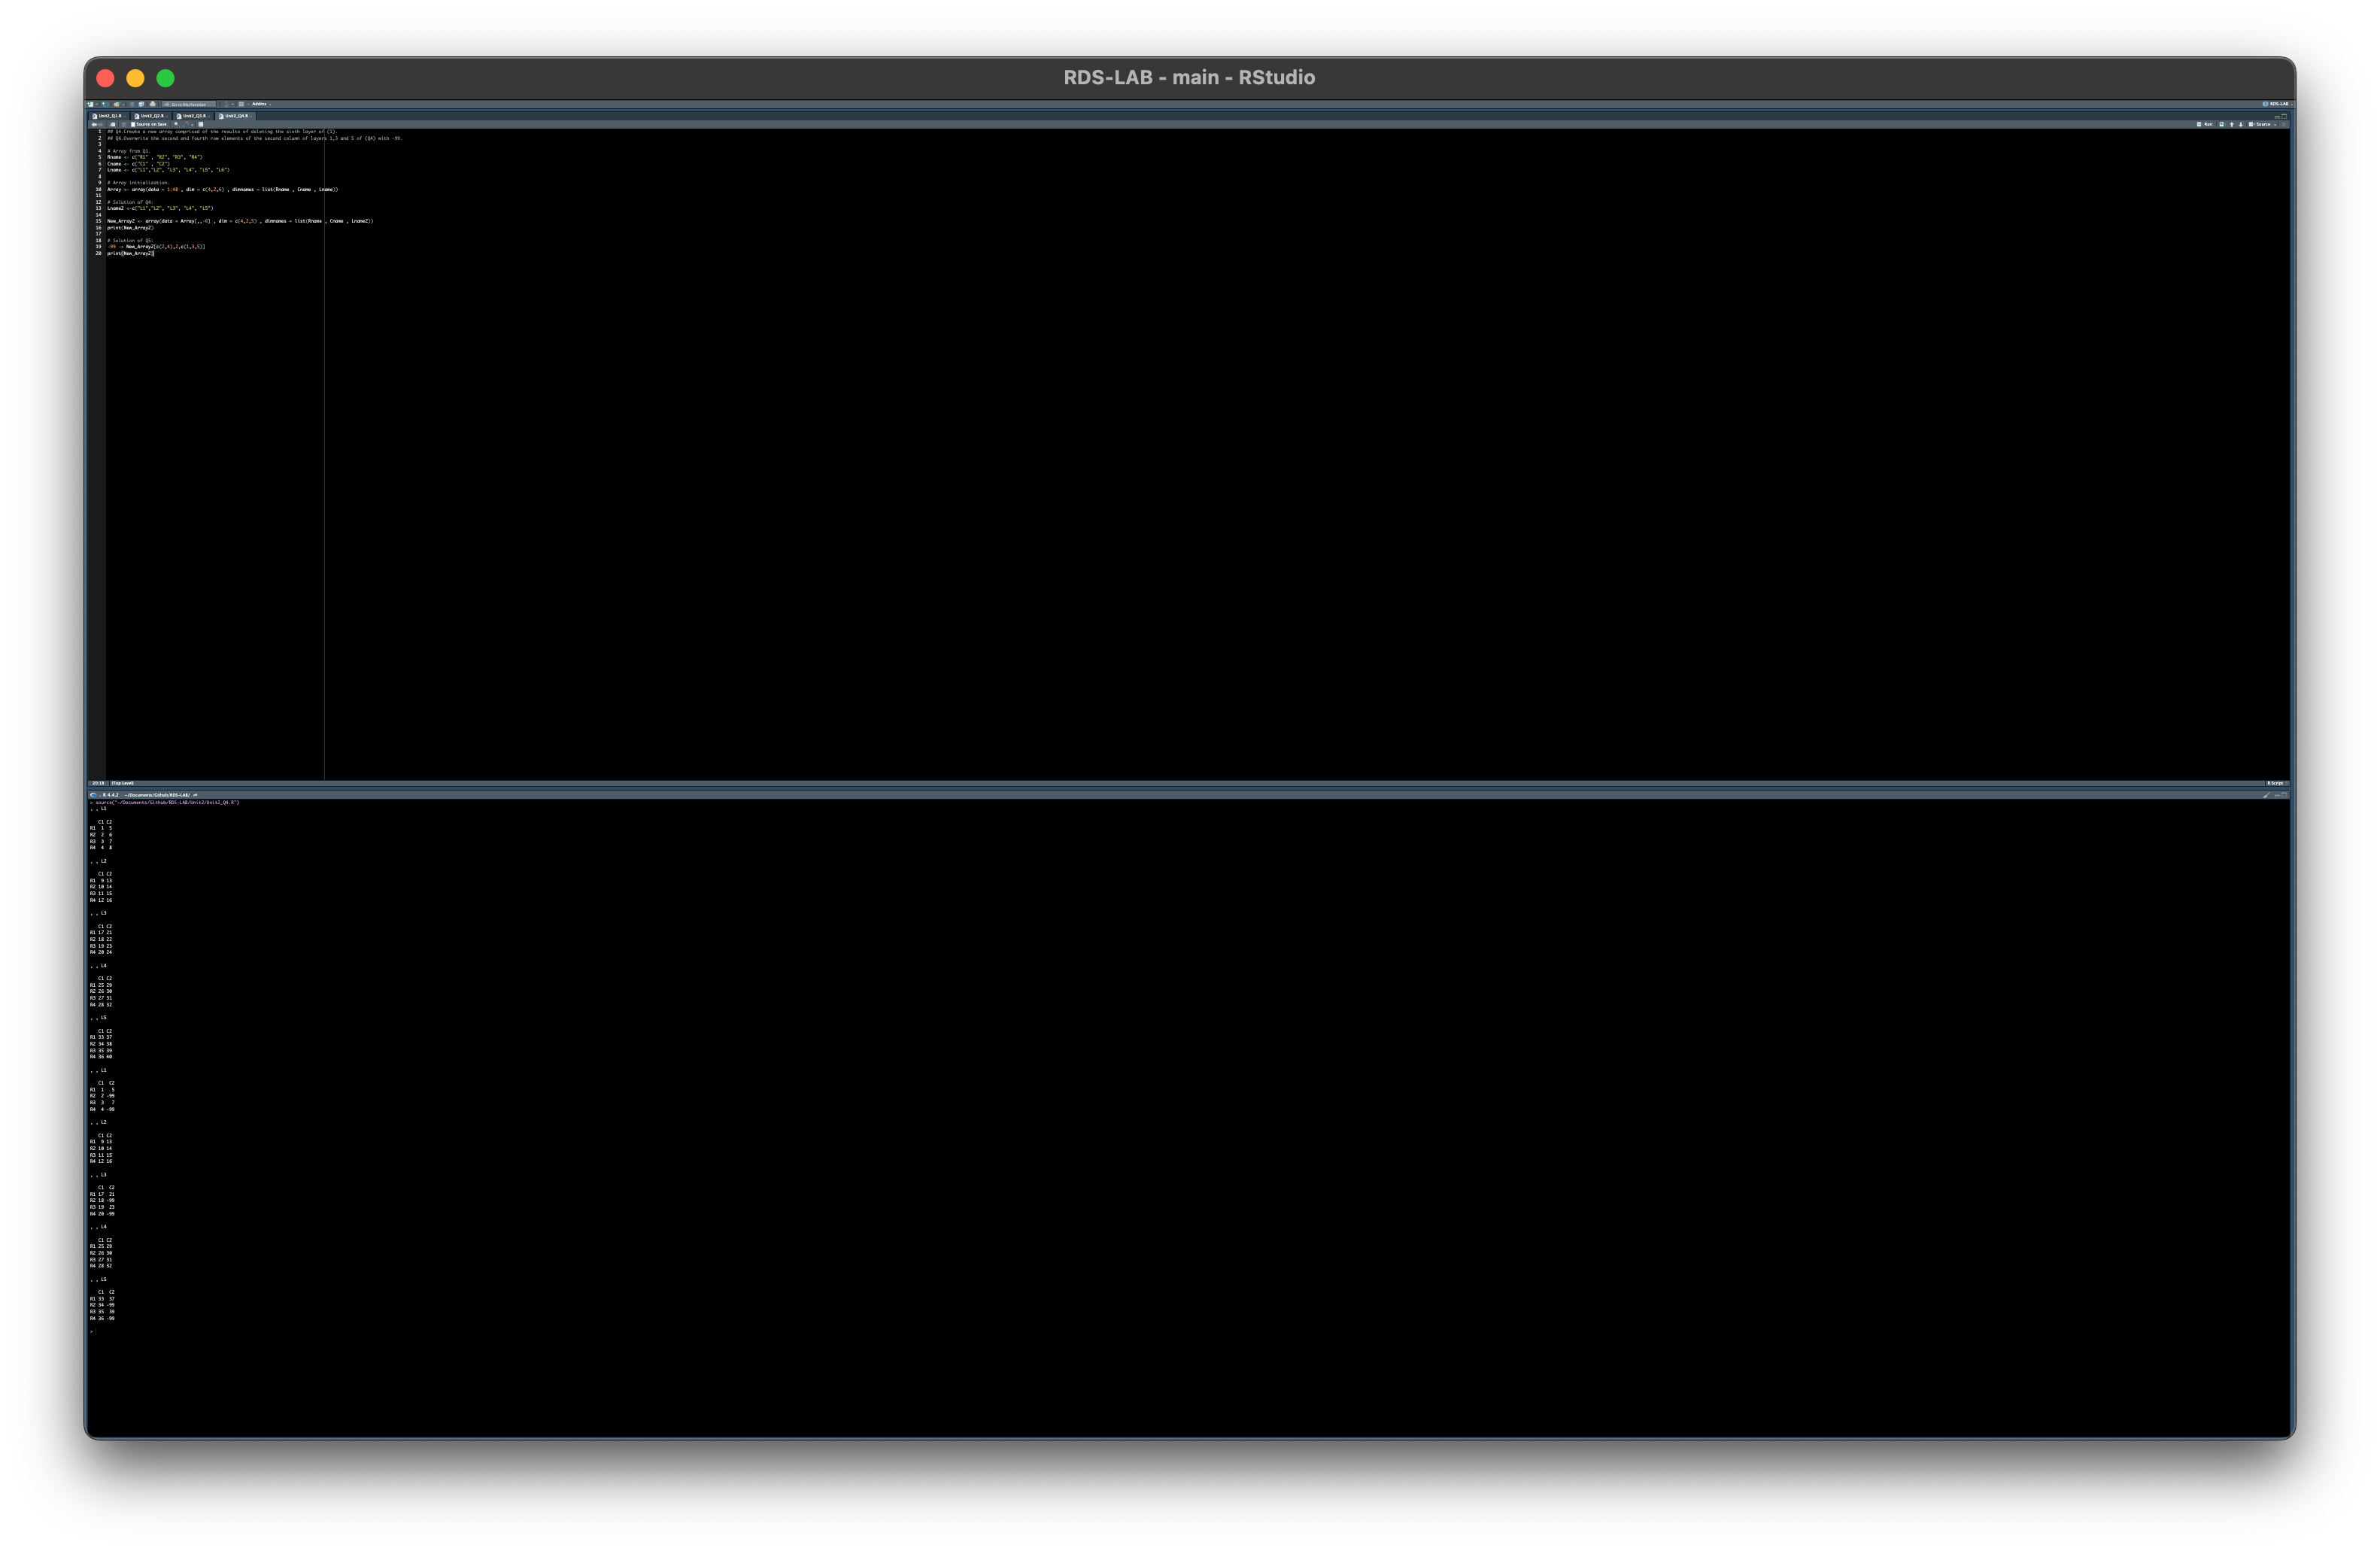 RDS-LAB - main - RStudio
Go to file/function Addins RDS-LAB
Unit2_Q1.R Unit2_Q2.R Unit2_Q3.R Unit2_Q4.R
Source on Save Run Source
1 ## Q4.Create a new array comprised of the results of deleting the sixth layer of (1).
2 ## Q6.Overwrite the second and fourth row elements of the second column of layers 1,3 and 5 of (Q4) with -99.
3
4 # Array from Q1.
5 Rname <- c("R1" , "R2", "R3", "R4")
6 Cname <- c("C1" , "C2")
7 Lname <- c("L1","L2", "L3", "L4", "L5", "L6")
8
9 # Array initialization.
10 Array <- array(data = 1:48 , dim = c(4,2,6) , dimnames = list(Rname , Cname , Lname))
11
12 # Solution of Q4:
13 Lname2 <-c("L1","L2", "L3", "L4", "L5")
14
15 New_Array2 <- array(data = Array[,,-6] , dim = c(4,2,5) , dimnames = list(Rname , Cname , Lname2))
16 print(New_Array2)
17
18 # Solution of Q5:
19 -99 -> New_Array2[c(2,4),2,c(1,3,5)]
20 print(New_Array2)
20:18 (Top Level) R Script
R 4.4.2 · ~/Documents/Github/RDS-LAB/
> source("~/Documents/Github/RDS-LAB/Unit2/Unit2_Q4.R")
, , L1
C1 C2
R1 1 5
R2 2 6
R3 3 7
R4 4 8
, , L2
C1 C2
R1 9 13
R2 10 14
R3 11 15
R4 12 16
, , L3
C1 C2
R1 17 21
R2 18 22
R3 19 23
R4 20 24
, , L4
C1 C2
R1 25 29
R2 26 30
R3 27 31
R4 28 32
, , L5
C1 C2
R1 33 37
R2 34 38
R3 35 39
R4 36 40
, , L1
C1 C2
R1 1 5
R2 2 -99
R3 3 7
R4 4 -99
, , L2
C1 C2
R1 9 13
R2 10 14
R3 11 15
R4 12 16
, , L3
C1 C2
R1 17 21
R2 18 -99
R3 19 23
R4 20 -99
, , L4
C1 C2
R1 25 29
R2 26 30
R3 27 31
R4 28 32
, , L5
C1 C2
R1 33 37
R2 34 -99
R3 35 39
R4 36 -99
>